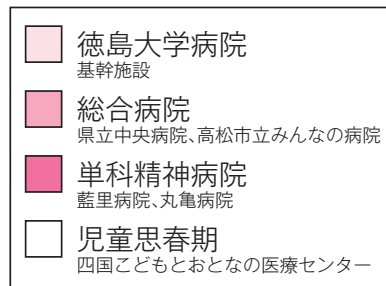 徳島大学病院
基幹施設
総合病院
県立中央病院、高松市立みんなの病院
単科精神病院
藍里病院、丸亀病院
児童思春期
四国こどもとおとなの医療センター